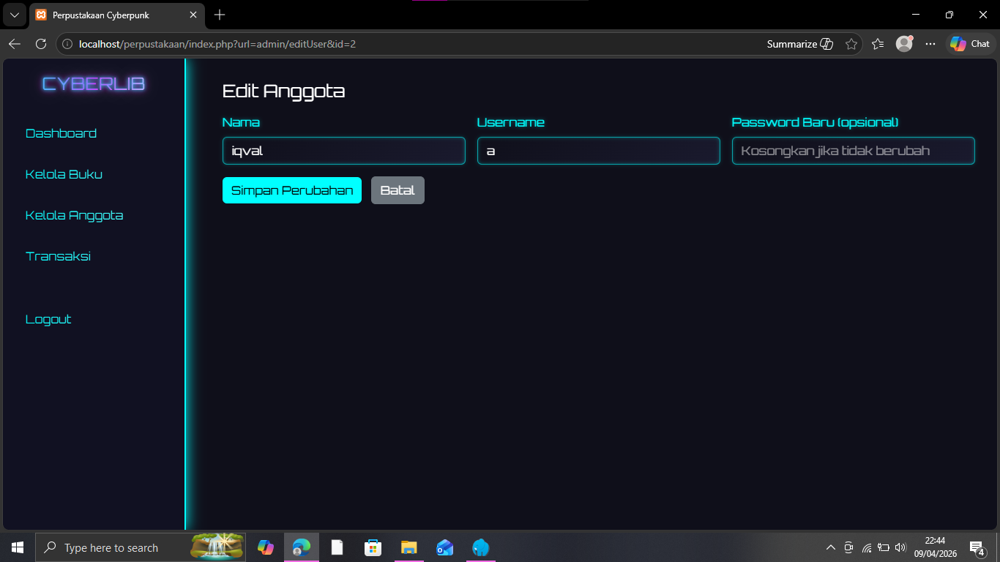 Perpustakaan Cyberpunk
localhost/perpustakaan/index.php?url=admin/editUser&id=2
Summarize
Chat
CYBERLIB
Dashboard
Kelola Buku
Kelola Anggota
Transaksi
Logout
Edit Anggota
Nama
Username
Password Baru (opsional)
iqval
a
Kosongkan jika tidak berubah
Simpan Perubahan
Batal
Type here to search
22:44
09/04/2026
4